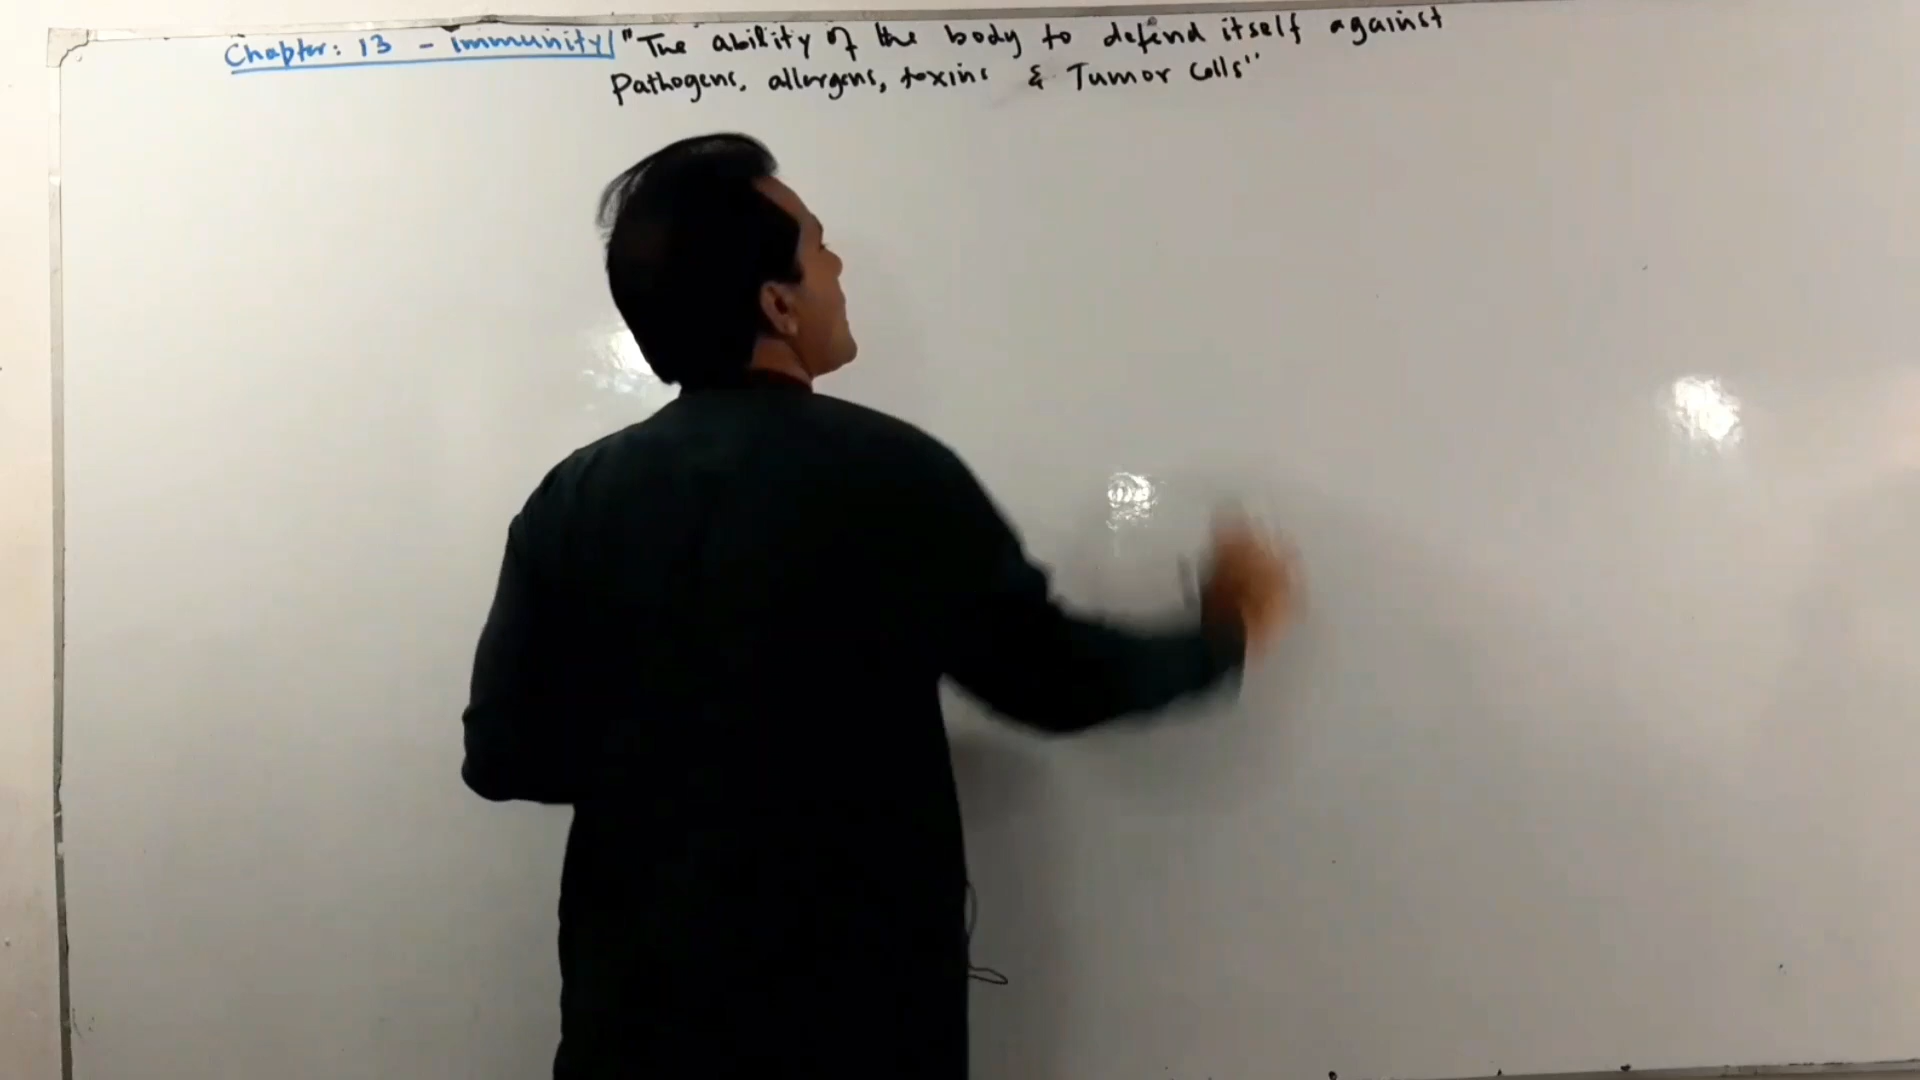 Chapter: 13 - Immunity "The ability of the body to defend itself against
Pathogens, allergens, toxins & Tumor Cells"